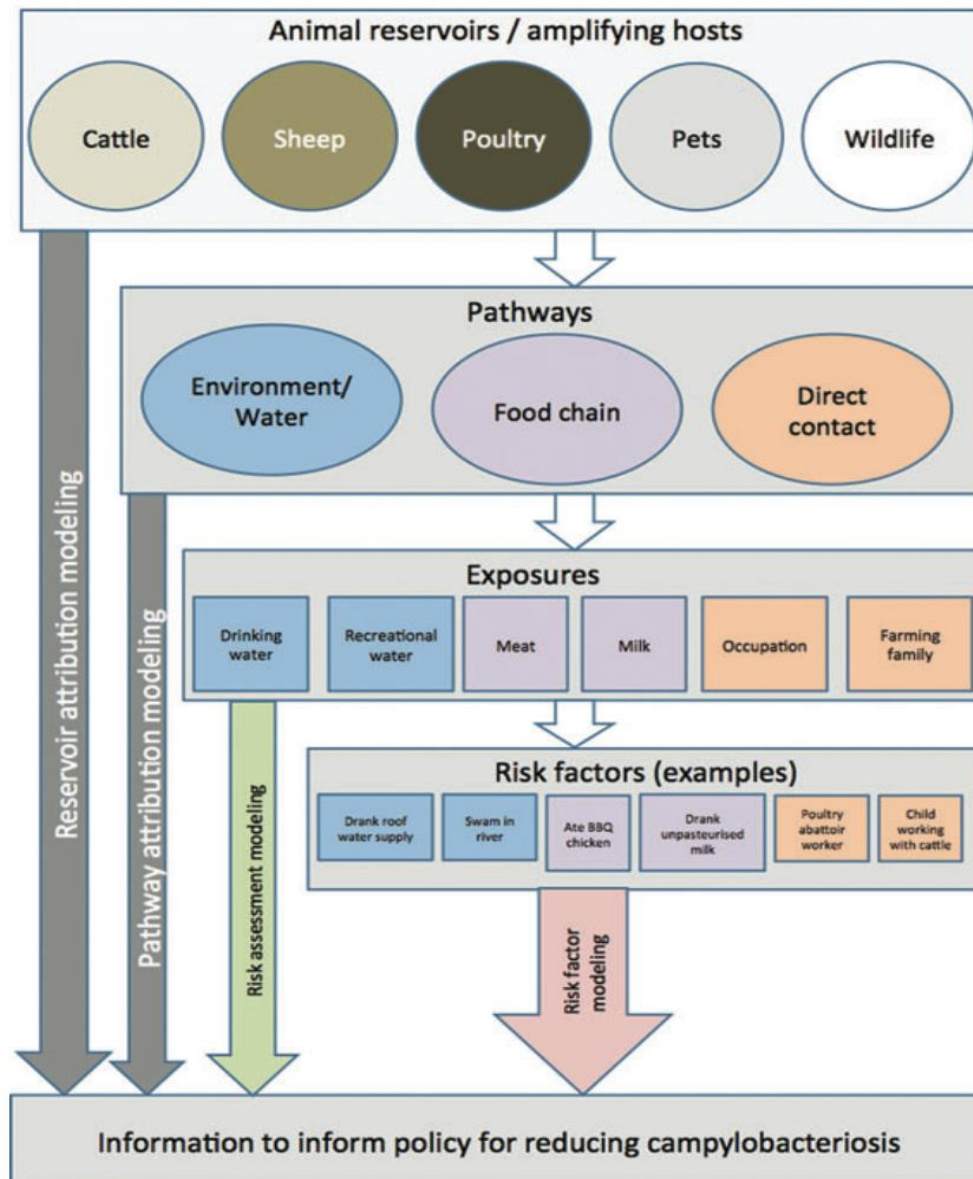 Animal reservoirs / amplifying hosts
Cattle
Sheep
Poultry
Pets
Wildlife
Pathways
Environment/
Water
Food chain
Direct
contact
Exposures
Drinking
water
Recreational
water
Meat
Milk
Occupation
Farming
family
Risk factors (examples)
Drank roof
water supply
Swam in
river
Ate BBQ
chicken
Drank
unpasteurised
milk
Poultry
abattoir
worker
Child
working
with cattle
Reservoir attribution modeling
Pathway attribution modeling
Risk assessment modeling
Risk factor
modeling
Information to inform policy for reducing campylobacteriosis